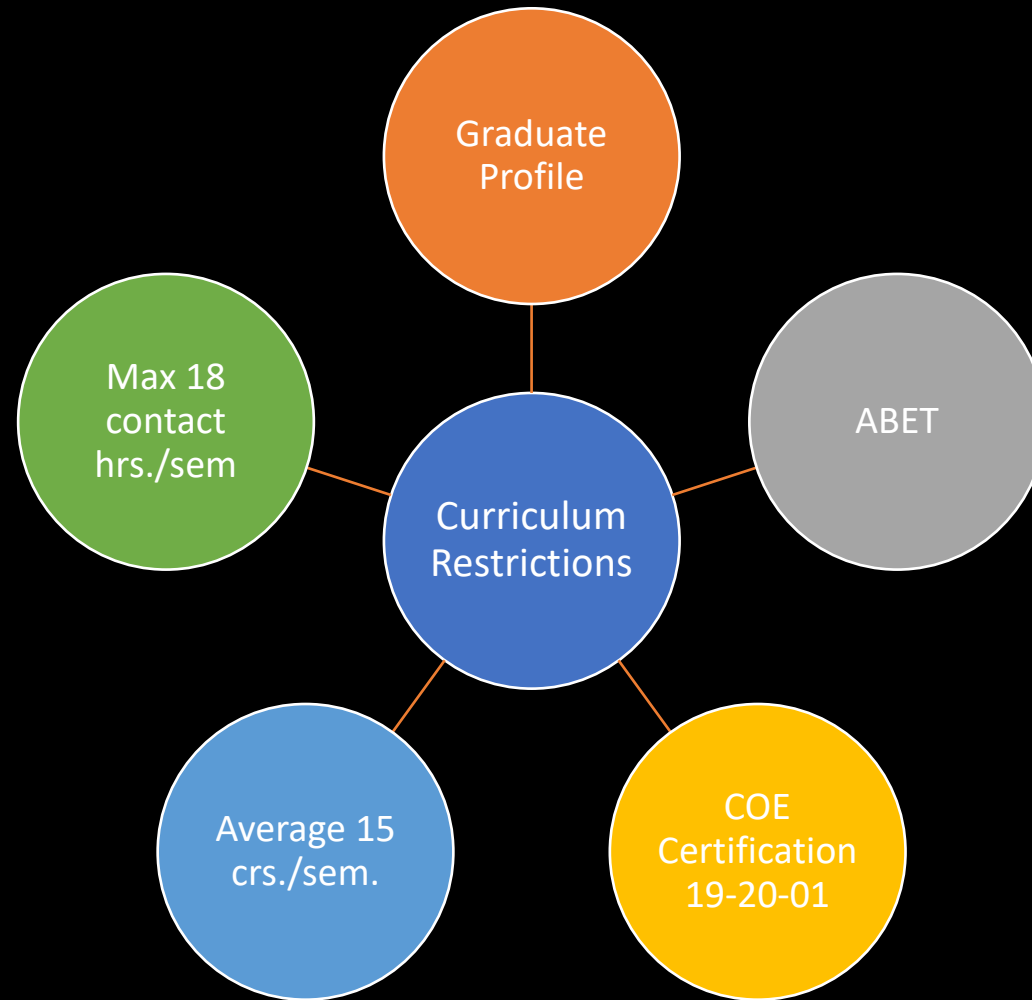 Graduate
Profile
Max 18
contact
hrs./sem
ABET
Curriculum
Restrictions
Average 15
crs./sem.
COE
Certification
19-20-01